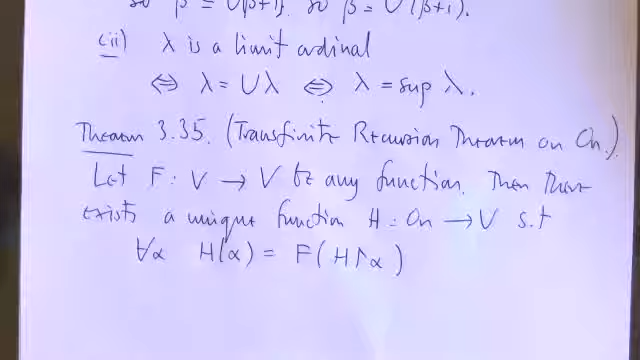 so β = ∪(β+1). so β = ∪(β+1).
(ii) λ is a limit ordinal
⇔ λ = ∪λ ⇔ λ = sup λ.
Theorem 3.35. (Transfinite Recursion Theorem on On.)
Let F : V → V be any function. Then there
exists a unique function H : On → V s.t
∀α H(α) = F(H↾α)